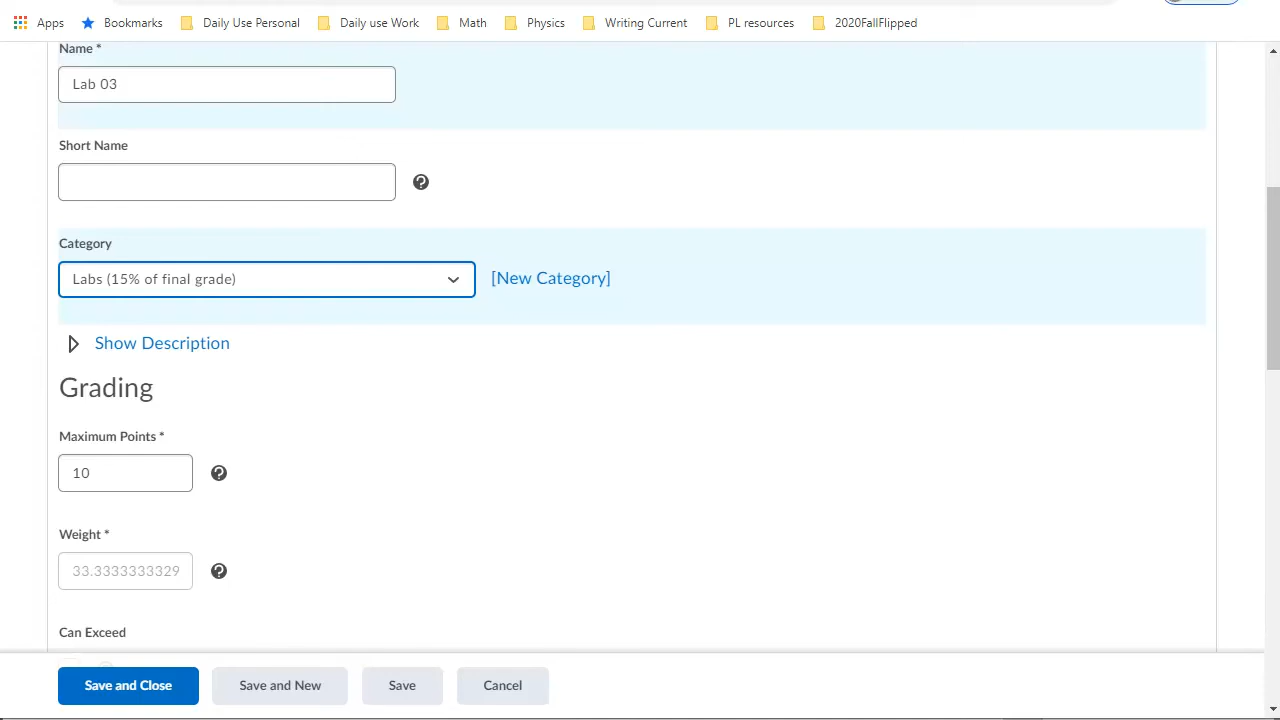 Apps Bookmarks Daily Use Personal Daily use Work Math Physics Writing Current PL resources 2020FallFlipped
Name *
Lab 03
Short Name
Category
Labs (15% of final grade) [New Category]
Show Description
Grading
Maximum Points *
10
Weight *
33.3333333329
Can Exceed
Save and Close Save and New Save Cancel